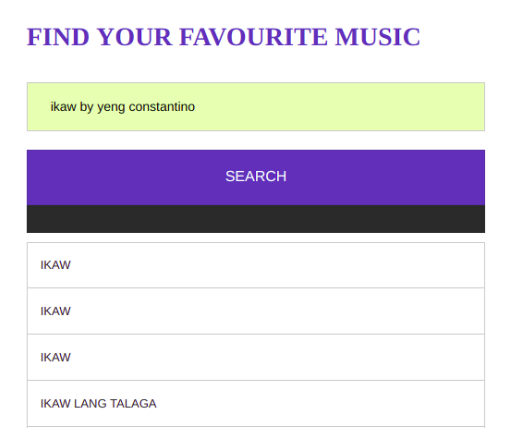 FIND YOUR FAVOURITE MUSIC
ikaw by yeng constantino
SEARCH
IKAW
IKAW
IKAW
IKAW LANG TALAGA